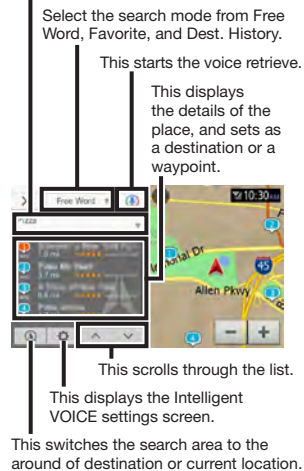 Select the search mode from Free
Word, Favorite, and Dest. History.
This starts the voice retrieve.
This displays
the details of the
place, and sets as
a destination or a
waypoint.
Free Word
10:30
Pizza
Dr
45
Allen Pkwy
This scrolls through the list.
This displays the Intelligent
VOICE settings screen.
This switches the search area to the
around of destination or current location.